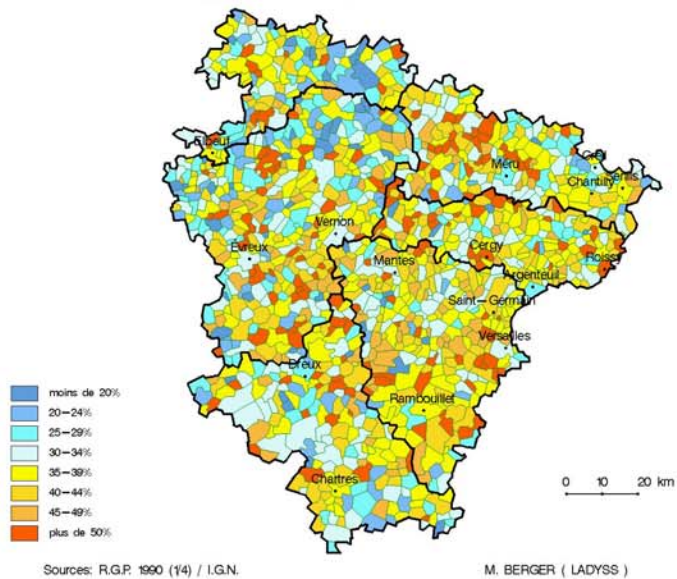 Elbeuf
Creil
Méru
Senlis
Chantilly
Vernon
Evreux
Cergy
Roissy
Mantes
Argenteuil
Saint-Germain
Versailles
Dreux
Rambouillet
Chartres
moins de 20%
20-24%
25-29%
30-34%
35-39%
40-44%
45-49%
plus de 50%
0 10 20 km
Sources: R.G.P. 1990 (1/4) / I.G.N.
M. BERGER ( LADYSS )